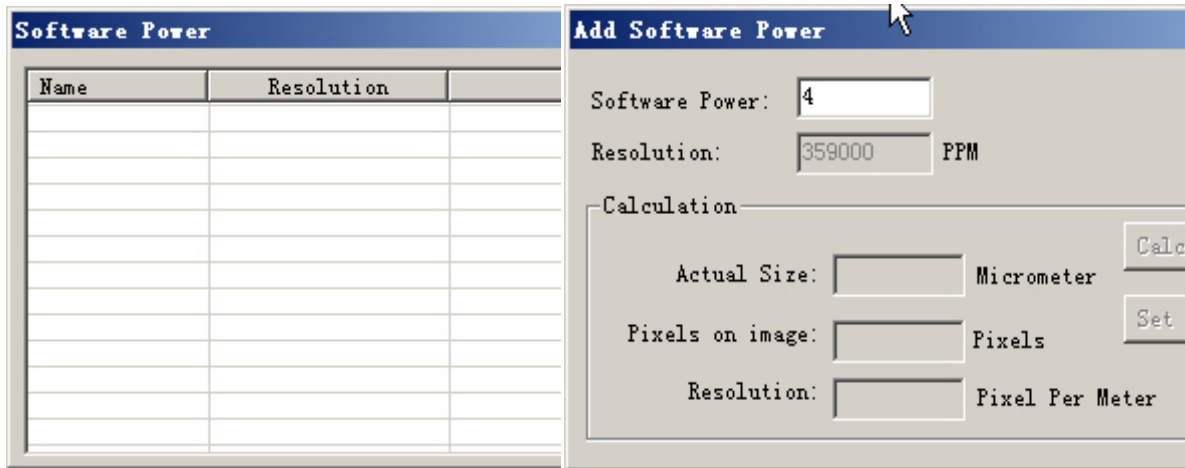 Software Power
Name Resolution
Add Software Power
Software Power: 4
Resolution: 359000 PPM
Calculation
Calc
Actual Size: Micrometer
Set
Pixels on image: Pixels
Resolution: Pixel Per Meter